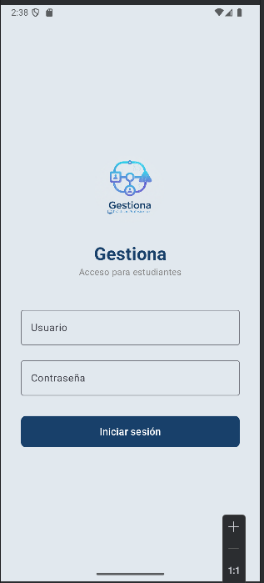 2:38
Gestiona
Gestiona
Acceso para estudiantes
Usuario
Contraseña
Iniciar sesión
1:1